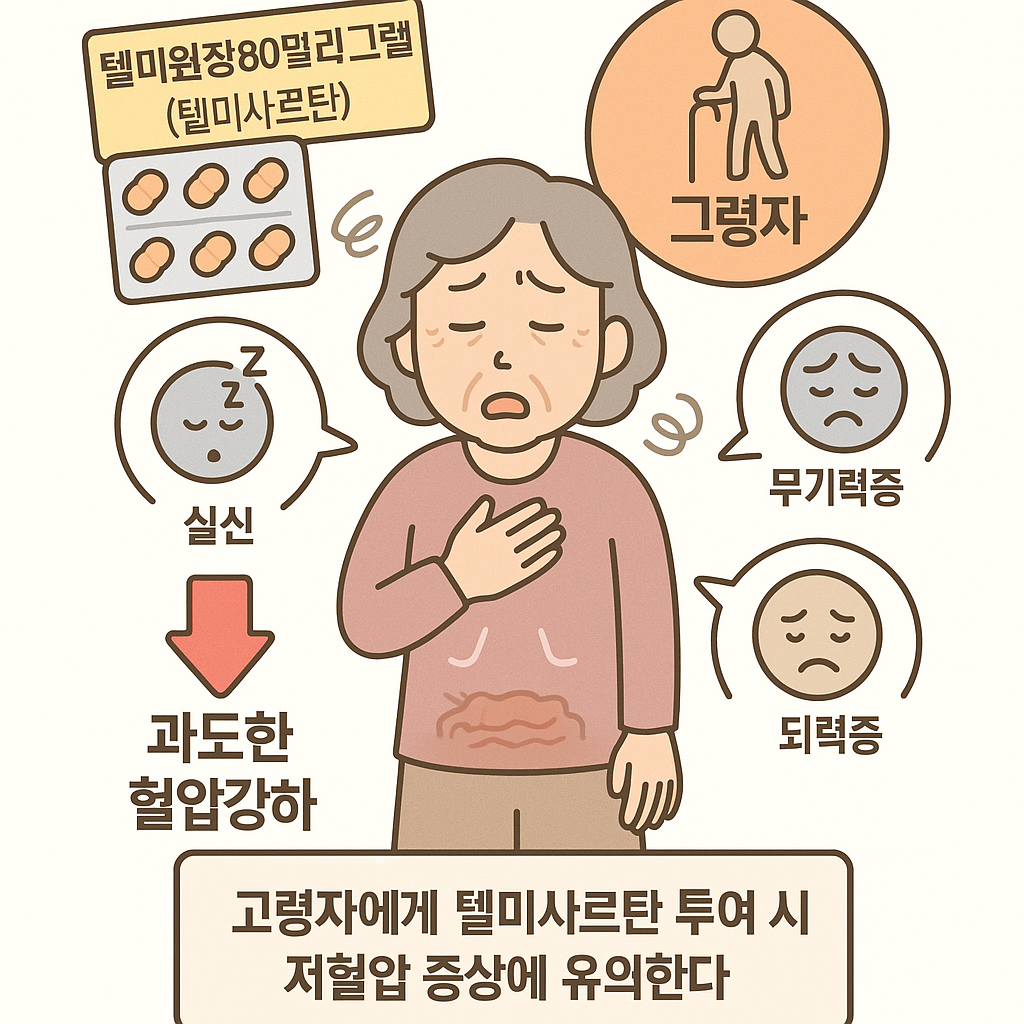 텔미원장80멀리그랠
(텔미사르탄)
그령자
Z
Z
실신
무기력증
되력증
과도한
혈압강하
고령자에게 텔미사르탄 투여 시
저혈압 증상에 유의한다